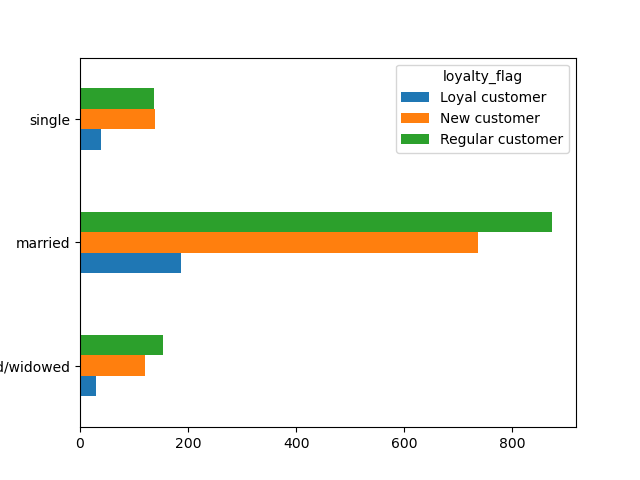 loyalty_flag
Loyal customer
New customer
Regular customer
single
married
d/widowed
0 200 400 600 800